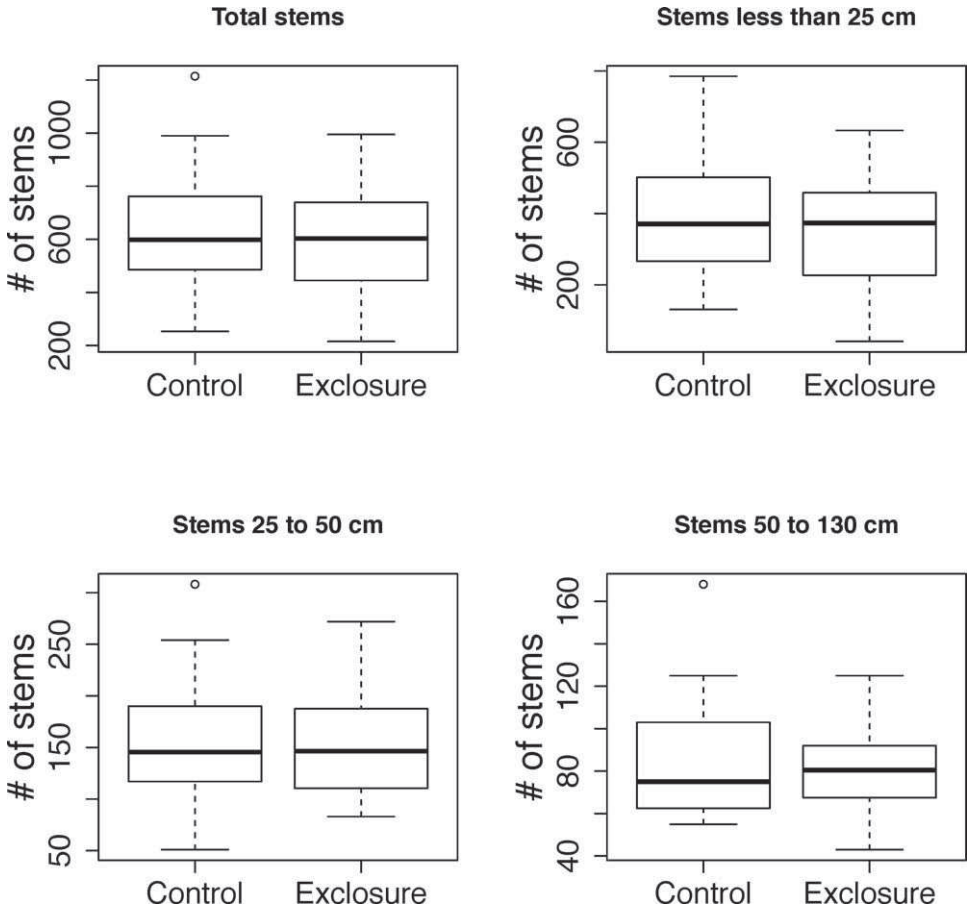 Total stems
# of stems
200
600
1000
Control
Exclosure
Stems less than 25 cm
# of stems
200
600
Control
Exclosure
Stems 25 to 50 cm
# of stems
50
150
250
Control
Exclosure
Stems 50 to 130 cm
# of stems
40
80
120
160
Control
Exclosure